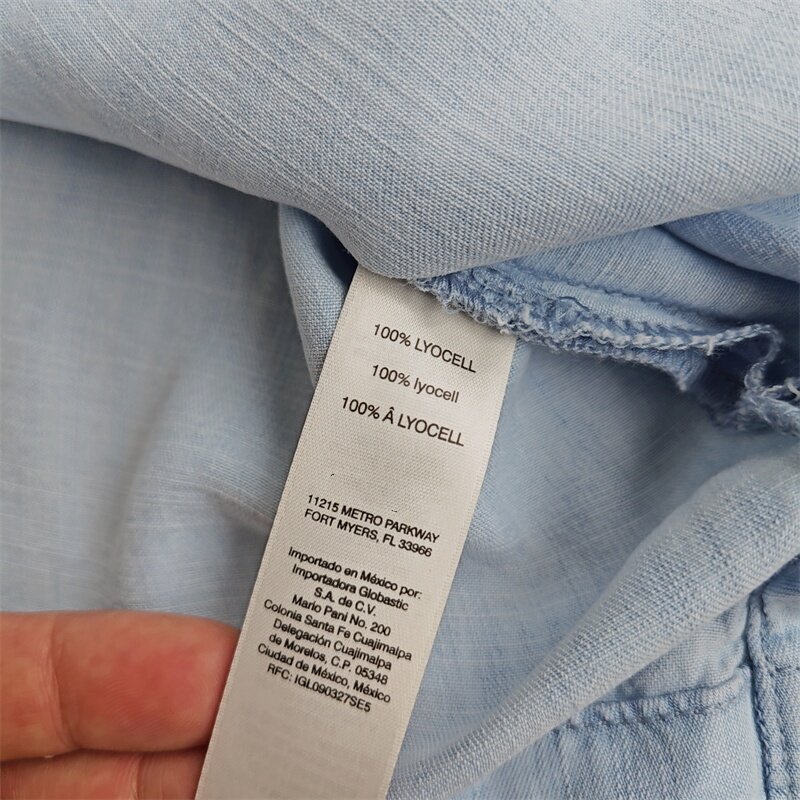 100% LYOCELL
100% lyocell
100% Â LYOCELL
11215 METRO PARKWAY
FORT MYERS, FL 33966
Importado en México por:
Importadora Globastic
S.A. de C.V.
Mario Pani No. 200
Colonia Santa Fe Cuajimalpa
Delegación Cuajimalpa
de Morelos, C.P. 05348
Ciudad de México, México
RFC: IGL090327SE5